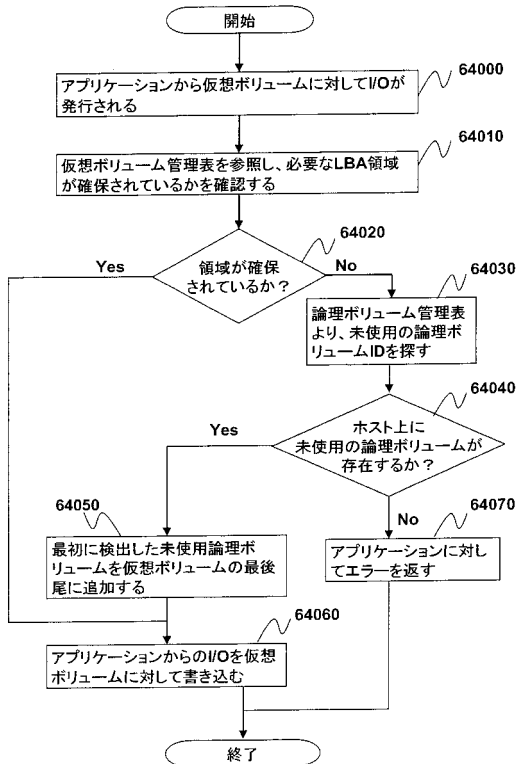 開始
64000
アプリケーションから仮想ボリュームに対してI/Oが
発行される
64010
仮想ボリューム管理表を参照し、必要なLBA領域
が確保されているかを確認する
64020
領域が確保
されているか?
Yes
No
64030
論理ボリューム管理表
より、未使用の論理ボ
リュームIDを探す
64040
ホスト上に
未使用の論理ボリュームが
存在するか?
Yes
No
64050
最初に検出した未使用論理ボ
リュームを仮想ボリュームの最後
尾に追加する
64070
アプリケーションに対し
てエラーを返す
64060
アプリケーションからのI/Oを仮想
ボリュームに対して書き込む
終了